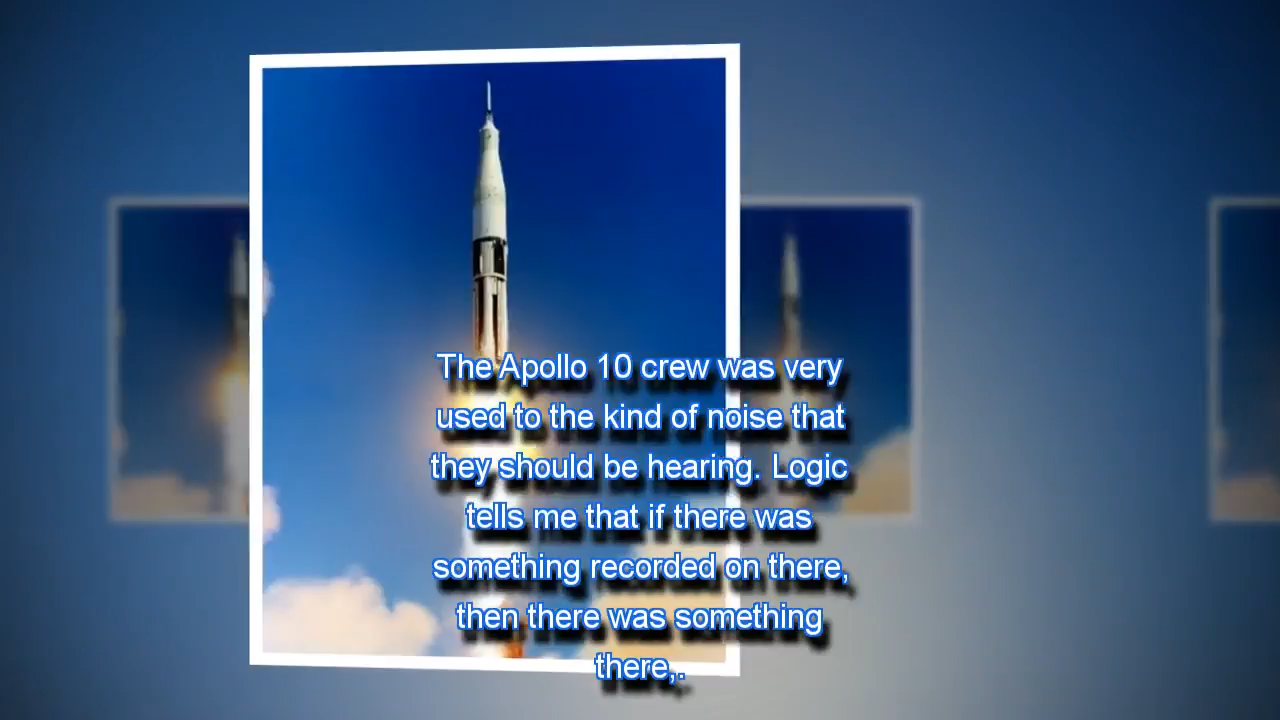 The Apollo 10 crew was very
used to the kind of noise that
they should be hearing. Logic
tells me that if there was
something recorded on there,
then there was something
there,.